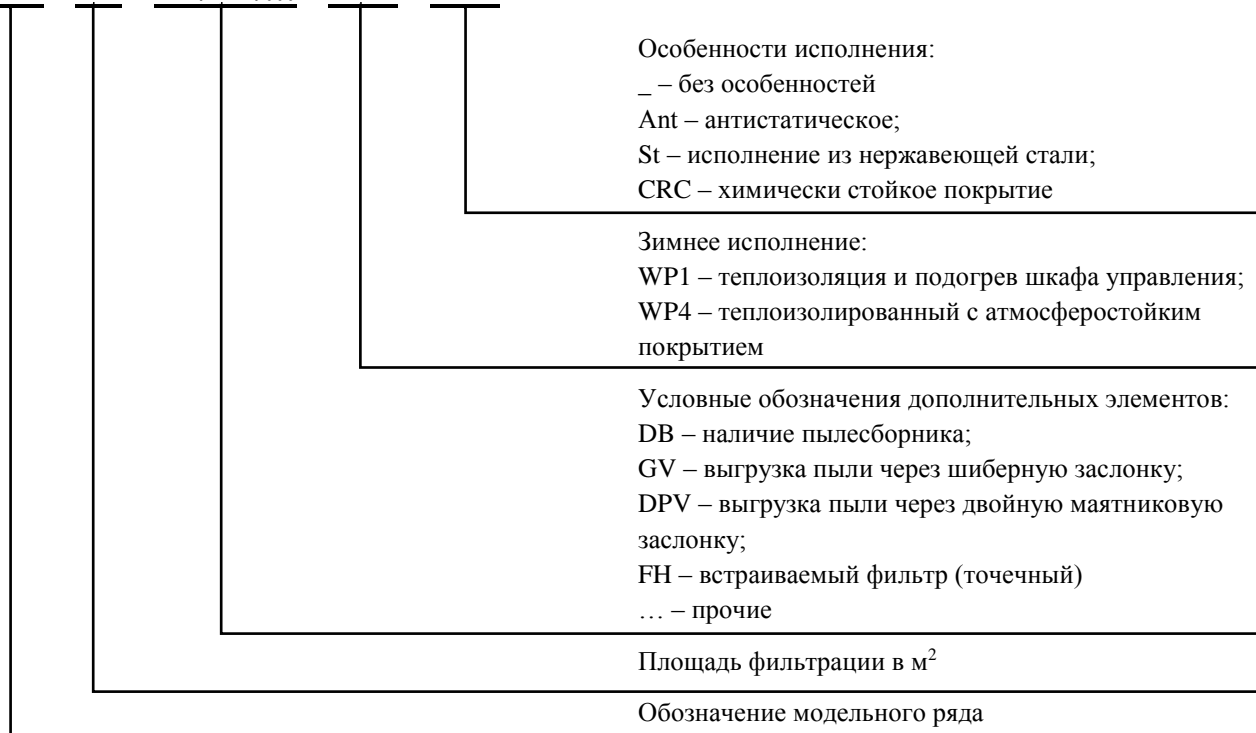 Особенности исполнения:
_ – без особенностей
Ant – антистатическое;
St – исполнение из нержавеющей стали;
CRC – химически стойкое покрытие
Зимнее исполнение:
WP1 – теплоизоляция и подогрев шкафа управления;
WP4 – теплоизолированный с атмосферостойким
покрытием
Условные обозначения дополнительных элементов:
DB – наличие пылесборника;
GV – выгрузка пыли через шиберную заслонку;
DPV – выгрузка пыли через двойную маятниковую
заслонку;
FH – встраиваемый фильтр (точечный)
… – прочие
Площадь фильтрации в м²
Обозначение модельного ряда